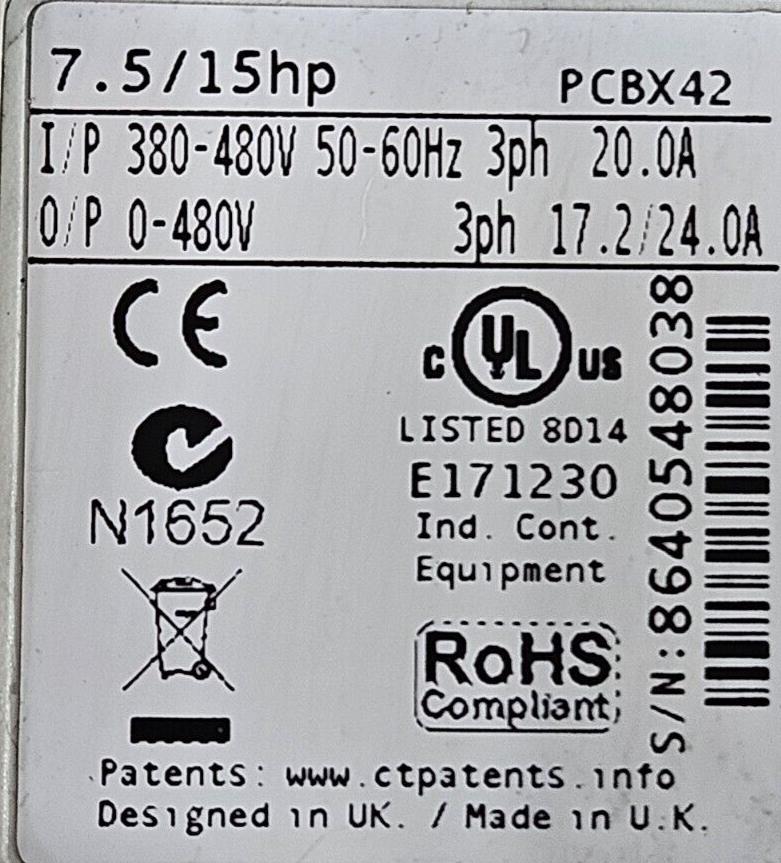 7.5/15hp PCBX42
I/P 380-480V 50-60Hz 3ph 20.0A
O/P 0-480V 3ph 17.2/24.0A
CE
C UL US
LISTED 8D14
E171230
Ind. Cont.
Equipment
N1652
RoHS
Compliant
S/N:8640548038
Patents: www.ctpatents.info
Designed in UK. / Made in U.K.